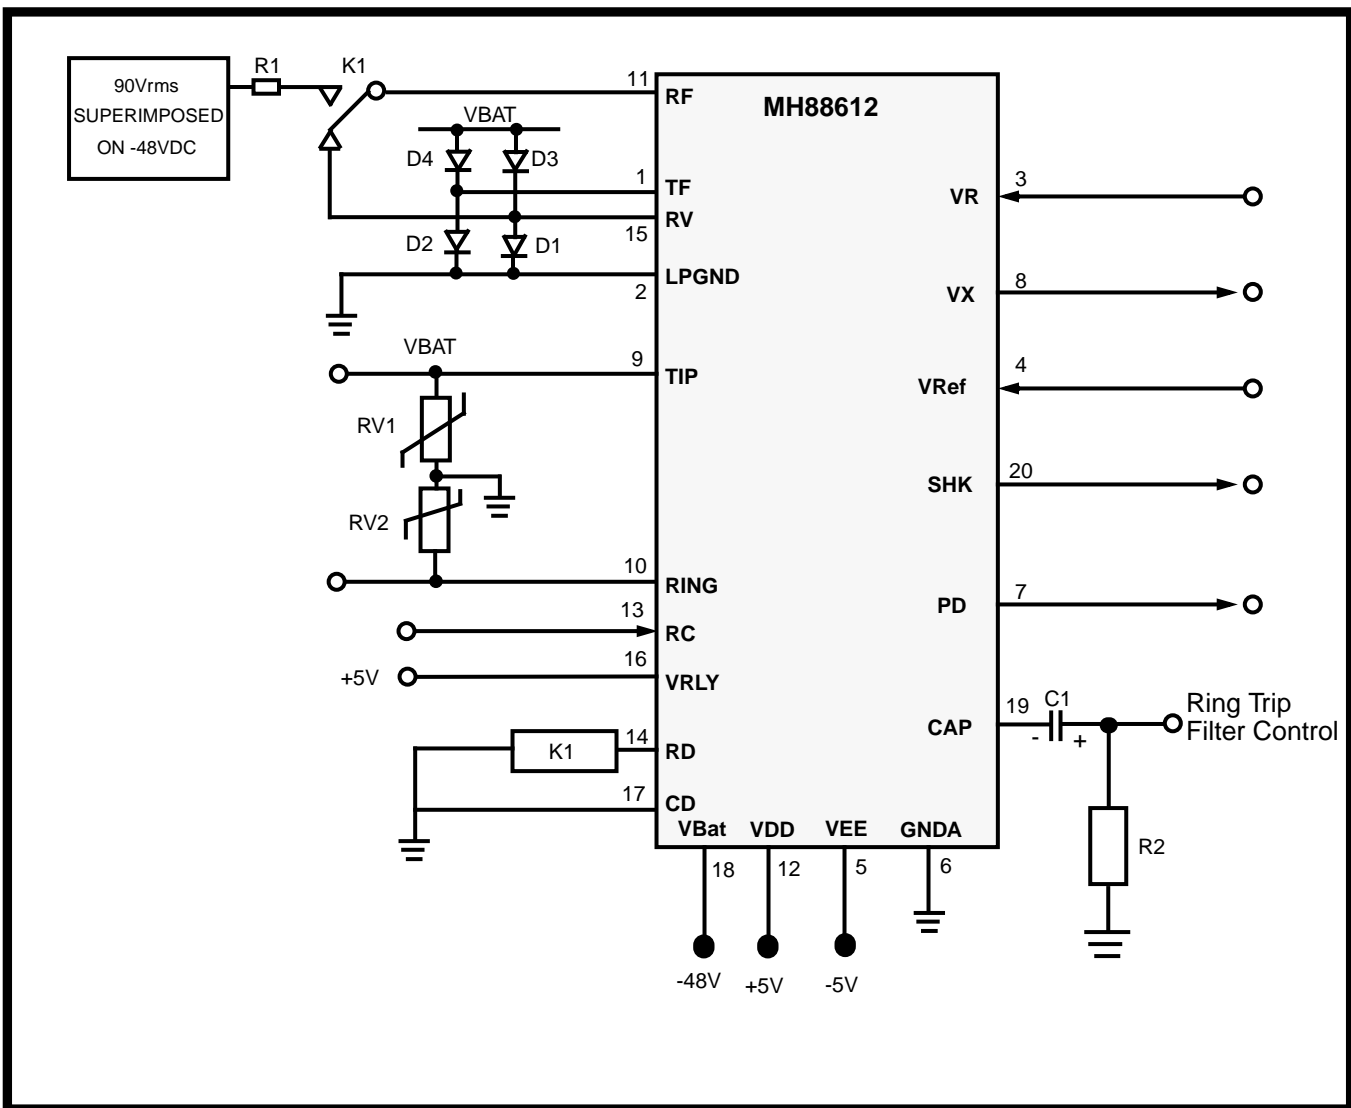 90Vrms
SUPERIMPOSED
ON -48VDC
R1
K1
11
RF
MH88612
VBAT
D4
D3
1
TF
RV
15
D2
D1
LPGND
2
VBAT
9
TIP
RV1
RV2
10
RING
13
RC
16
+5V
VRLY
14
K1
RD
17
CD
VR
3
VX
8
VRef
4
SHK
20
PD
7
CAP
19
C1
-
+
Ring Trip
Filter Control
R2
VBat
VDD
VEE
GNDA
18
12
5
6
-48V
+5V
-5V